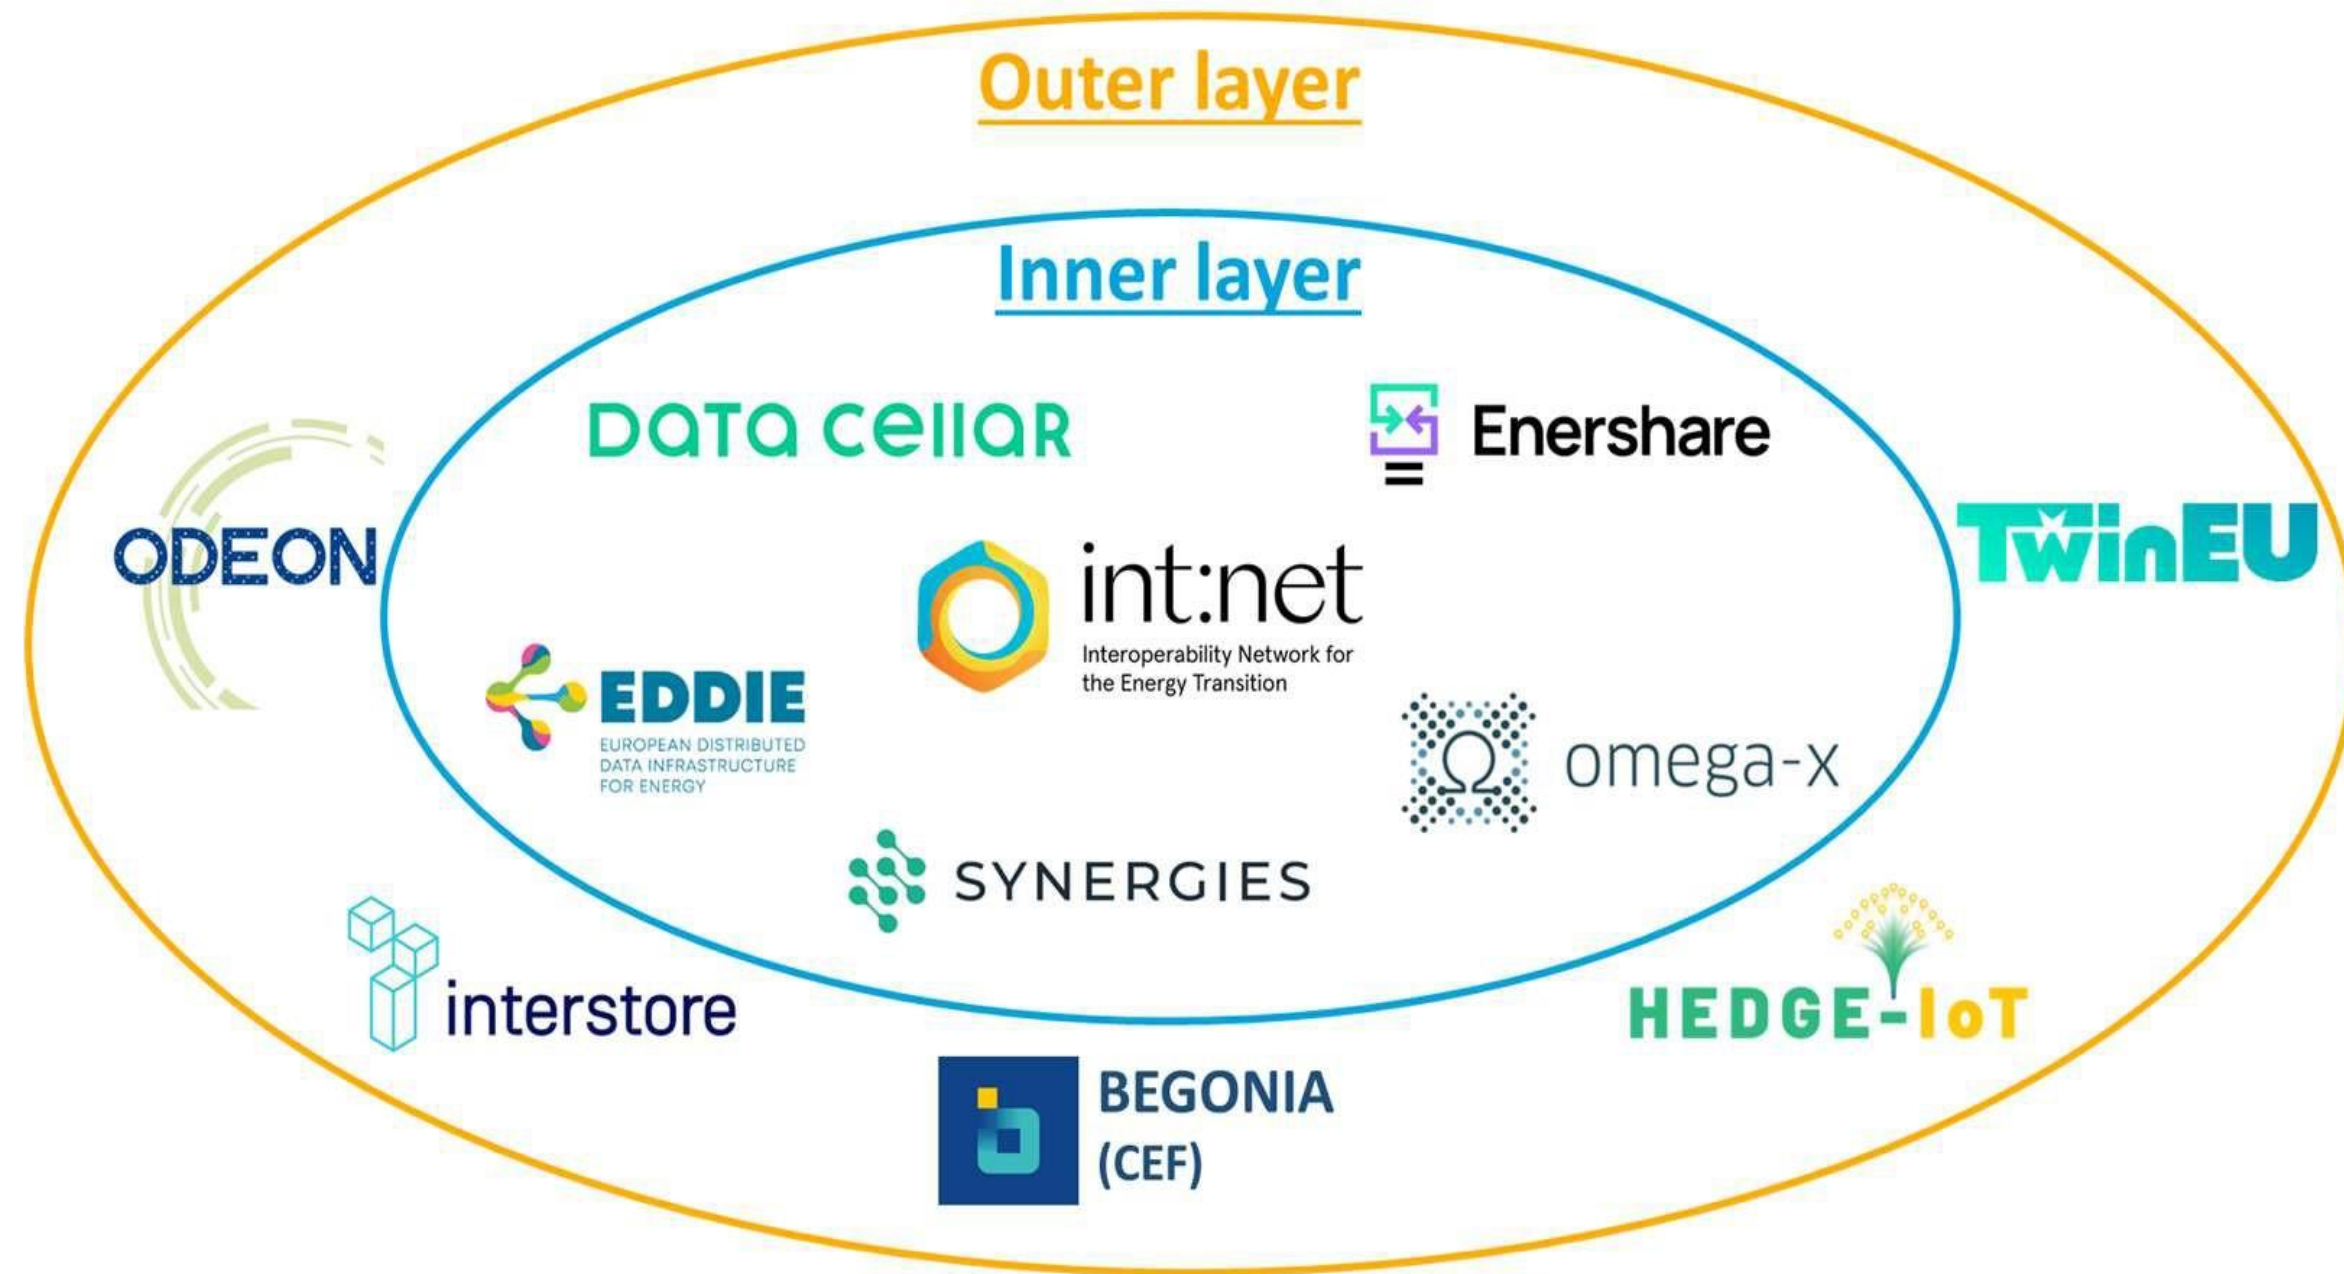 Outer layer
Inner layer
DATA CELLAR
Enershare
ODEON
TwinEU
int:net
Interoperability Network for
the Energy Transition
EDDIE
EUROPEAN DISTRIBUTED
DATA INFRASTRUCTURE
FOR ENERGY
Ω omega-x
SYNERGIES
interstore
HEDGE-IoT
b
BEGONIA
(CEF)